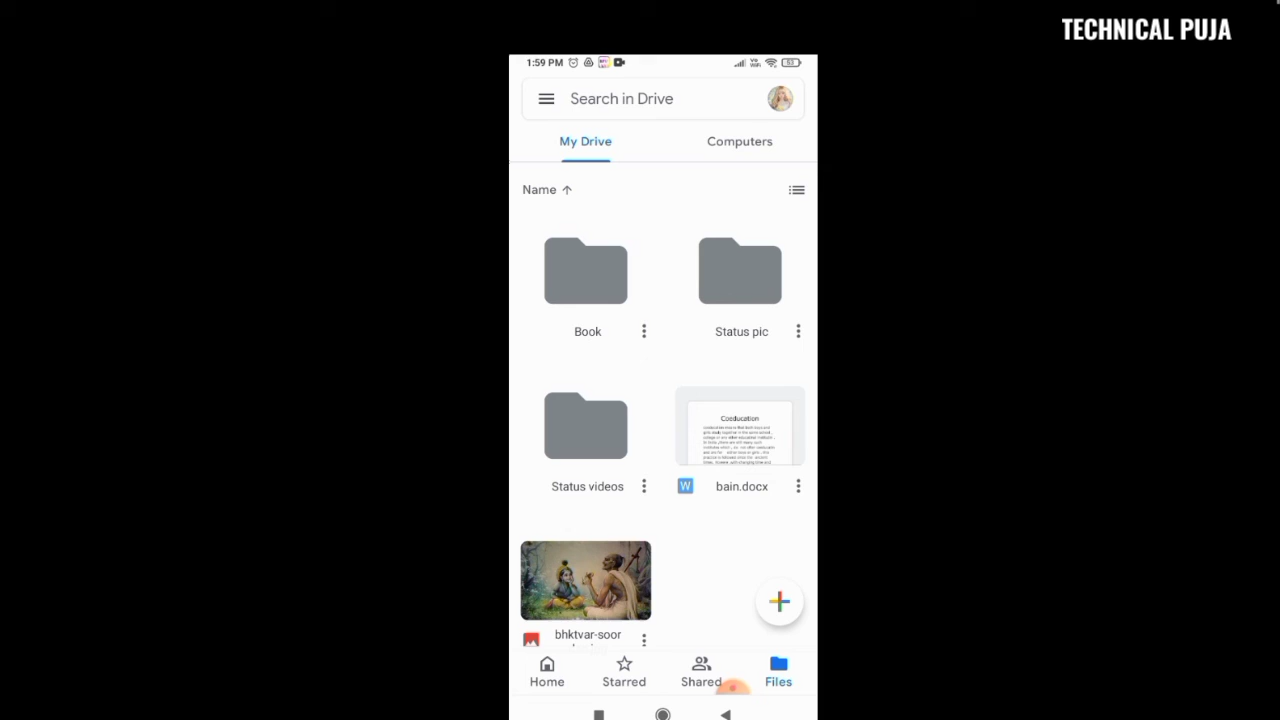 TECHNICAL PUJA
1:59 PM
Search in Drive
My Drive
Computers
Name
Book
Status pic
Coeducation
Status videos
W
bain.docx
bhktvar-soor
Home
Starred
Shared
Files